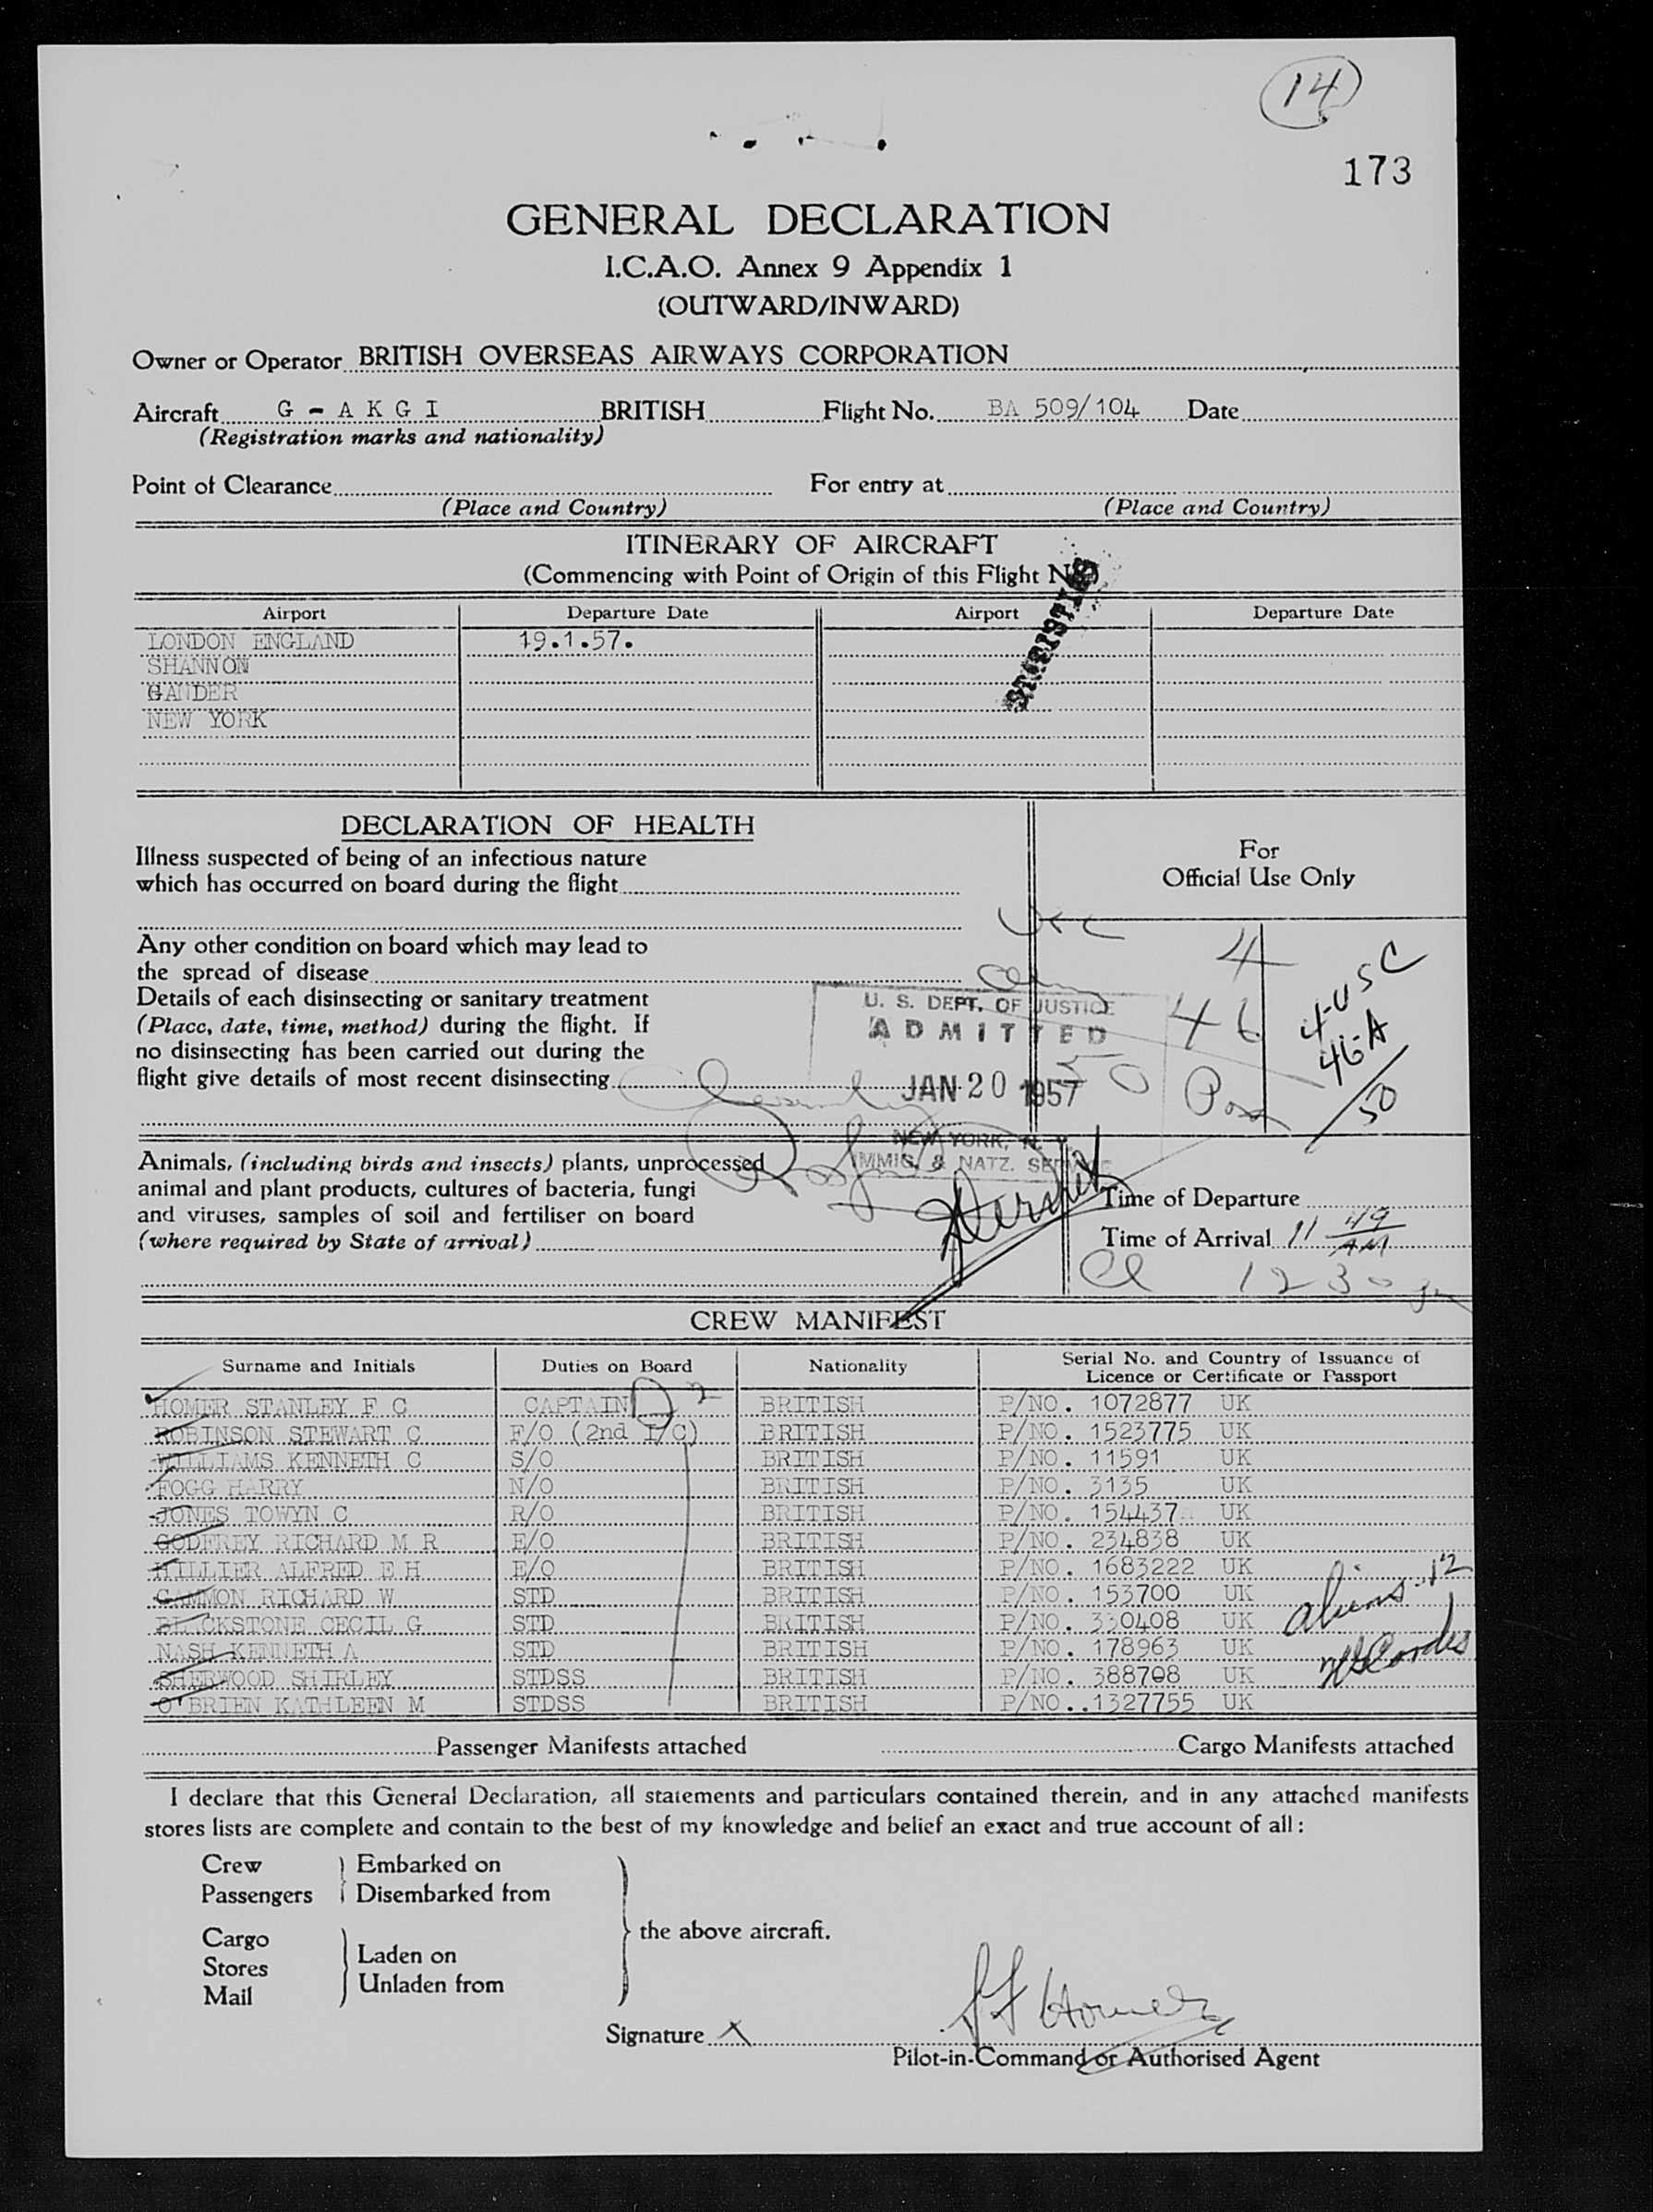 14
173
GENERAL DECLARATION
I.C.A.O. Annex 9 Appendix 1
(OUTWARD/INWARD)
Owner or Operator BRITISH OVERSEAS AIRWAYS CORPORATION
Aircraft G - A K G I BRITISH Flight No. BA 509/104 Date
(Registration marks and nationality)
Point of Clearance For entry at
(Place and Country) (Place and Country)
ITINERARY OF AIRCRAFT
(Commencing with Point of Origin of this Flight
STATISTICS
Airport Departure Date Airport Departure Date
LONDON ENGLAND 19.1.57.
SHANNON
GANDER
NEW YORK
DECLARATION OF HEALTH
Illness suspected of being of an infectious nature
which has occurred on board during the flight
For
Official Use Only
Any other condition on board which may lead to
the spread of disease
Details of each disinsecting or sanitary treatment
(Place, date, time, method) during the flight. If
no disinsecting has been carried out during the
flight give details of most recent disinsecting
U. S. DEPT. OF JUSTICE
ADMITTED
JAN 20 1957
NEW YORK, N. Y.
IMMIG. & NATZ. SERVICE
4
46
50 Pax
4-USC
46-A
50
Animals, (including birds and insects) plants, unprocessed
animal and plant products, cultures of bacteria, fungi
and viruses, samples of soil and fertiliser on board
(where required by State of arrival)
Time of Departure
Time of Arrival 11 49 AM
1230
CREW MANIFEST
Surname and Initials Duties on Board Nationality Serial No. and Country of Issuance of
Licence or Certificate or Passport
HOMER STANLEY F C CAPTAIN BRITISH P/NO. 1072877 UK
ROBINSON STEWART C F/O (2nd I/C) BRITISH P/NO. 1523775 UK
WILLIAMS KENNETH C S/O BRITISH P/NO. 11591 UK
FOGG HARRY N/O BRITISH P/NO. 3135 UK
JONES TOWYN C R/O BRITISH P/NO. 154437 UK
GODFREY RICHARD M R E/O BRITISH P/NO. 234838 UK
HILLIER ALFRED E H E/O BRITISH P/NO. 1683222 UK
GAMMON RICHARD W STD BRITISH P/NO. 153700 UK
BLACKSTONE CECIL G STD BRITISH P/NO. 330408 UK
NASH KENNETH A STD BRITISH P/NO. 178963 UK
SHERWOOD SHIRLEY STDSS BRITISH P/NO. 388708 UK
O'BRIEN KATHLEEN M STDSS BRITISH P/NO..1327755 UK
aliens 12
Passenger Manifests attached Cargo Manifests attached
I declare that this General Declaration, all statements and particulars contained therein, and in any attached manifests
stores lists are complete and contain to the best of my knowledge and belief an exact and true account of all:
Crew Embarked on
Passengers Disembarked from
the above aircraft.
Cargo
Stores Laden on
Mail Unladen from
Signature X S F Homer
Pilot-in-Command or Authorised Agent